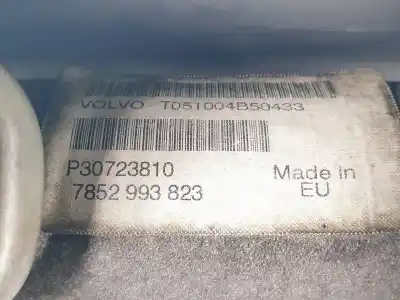 VOLVO T051004B50433
P30723810
7852 993 823
Made in
EU